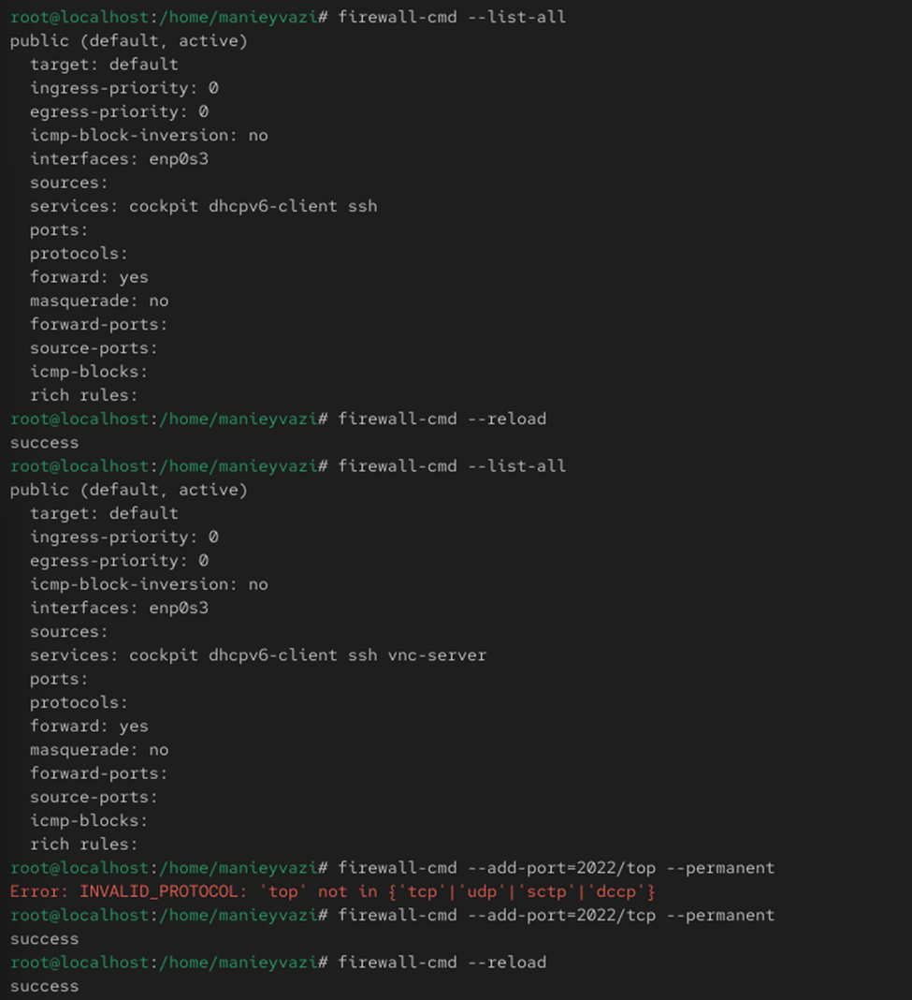 root@localhost:/home/manieyvazi# firewall-cmd --list-all
public (default, active)
  target: default
  ingress-priority: 0
  egress-priority: 0
  icmp-block-inversion: no
  interfaces: enp0s3
  sources:
  services: cockpit dhcpv6-client ssh
  ports:
  protocols:
  forward: yes
  masquerade: no
  forward-ports:
  source-ports:
  icmp-blocks:
  rich rules:
root@localhost:/home/manieyvazi# firewall-cmd --reload
success
root@localhost:/home/manieyvazi# firewall-cmd --list-all
public (default, active)
  target: default
  ingress-priority: 0
  egress-priority: 0
  icmp-block-inversion: no
  interfaces: enp0s3
  sources:
  services: cockpit dhcpv6-client ssh vnc-server
  ports:
  protocols:
  forward: yes
  masquerade: no
  forward-ports:
  source-ports:
  icmp-blocks:
  rich rules:
root@localhost:/home/manieyvazi# firewall-cmd --add-port=2022/top --permanent
Error: INVALID_PROTOCOL: 'top' not in {'tcp'|'udp'|'sctp'|'dccp'}
root@localhost:/home/manieyvazi# firewall-cmd --add-port=2022/tcp --permanent
success
root@localhost:/home/manieyvazi# firewall-cmd --reload
success